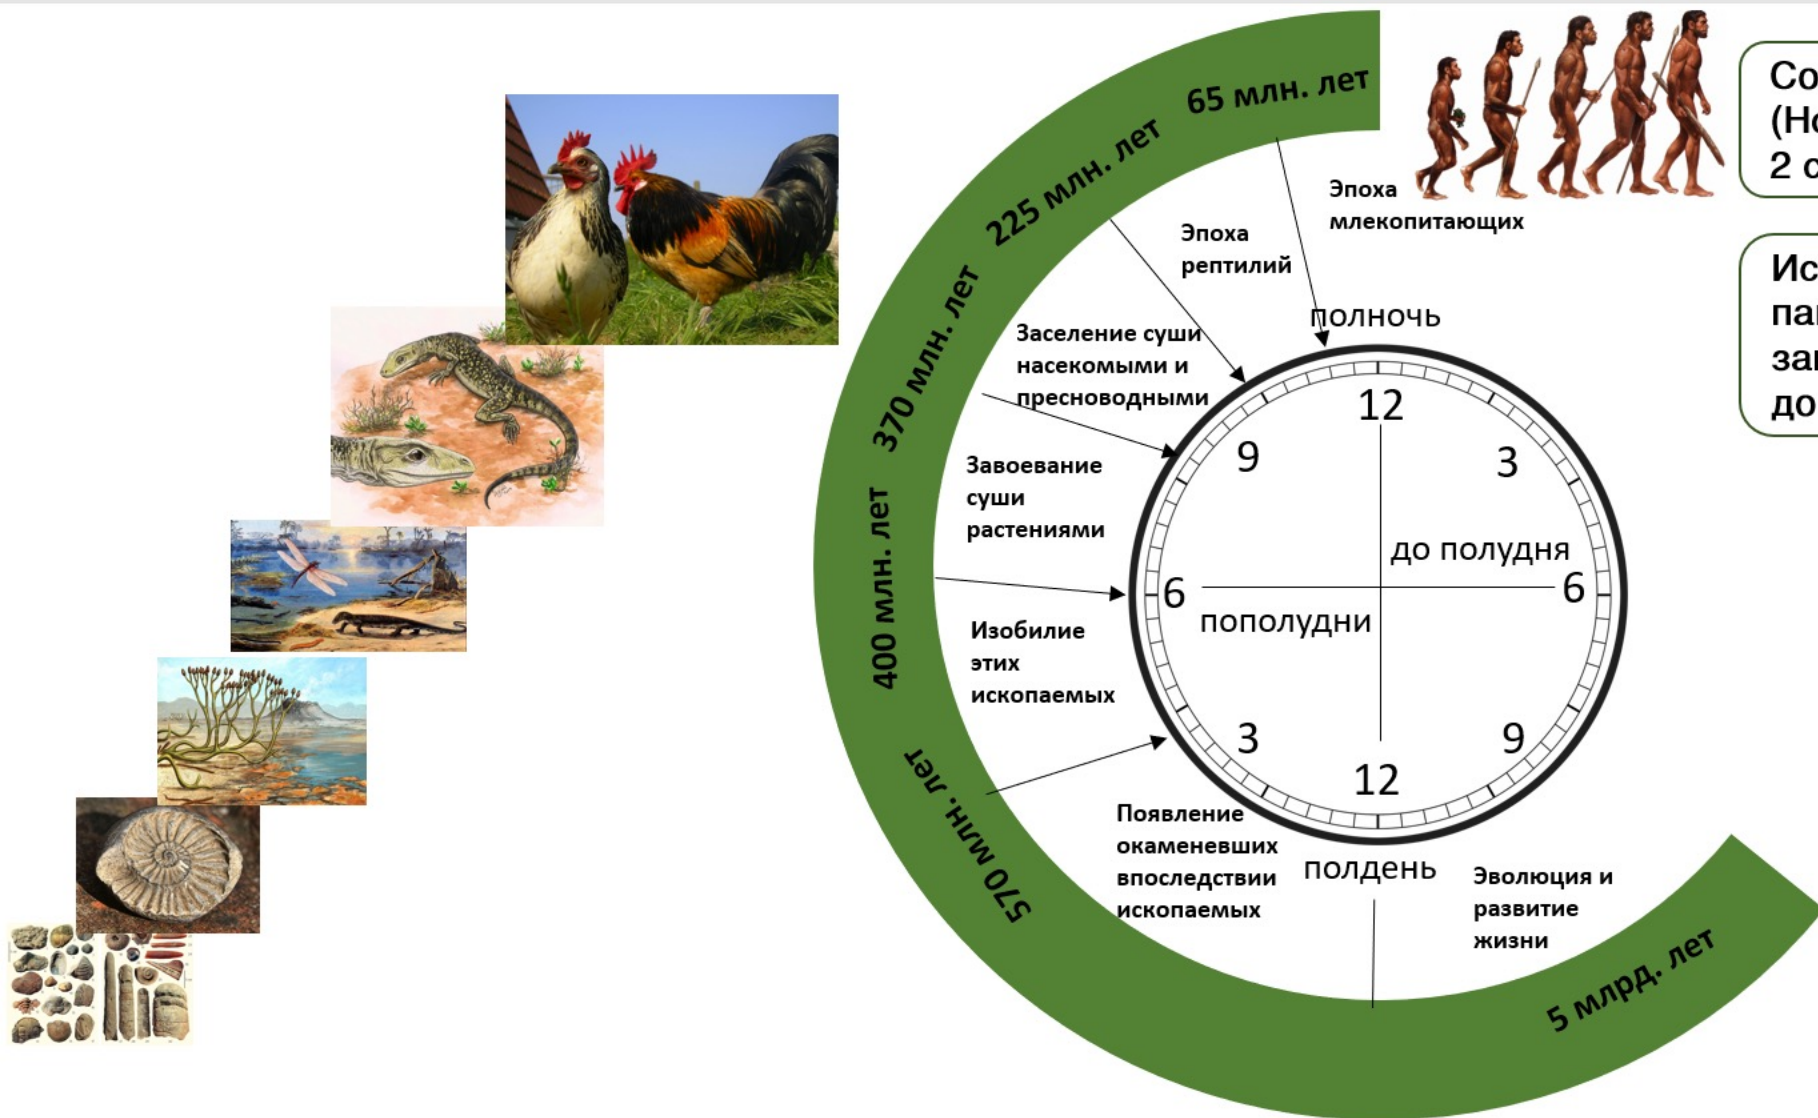 65 млн. лет
225 млн. лет
370 млн. лет
400 млн. лет
570 млн. лет
5 млрд. лет
Эпоха
млекопитающих
Эпоха
рептилий
Заселение суши
насекомыми и
пресноводными
Завоевание
суши
растениями
Изобилие
этих
ископаемых
Появление
окаменевших
впоследствии
ископаемых
Эволюция и
развитие
жизни
полночь
12
9
3
до полудня
6
6
пополудни
3
9
12
полдень
2